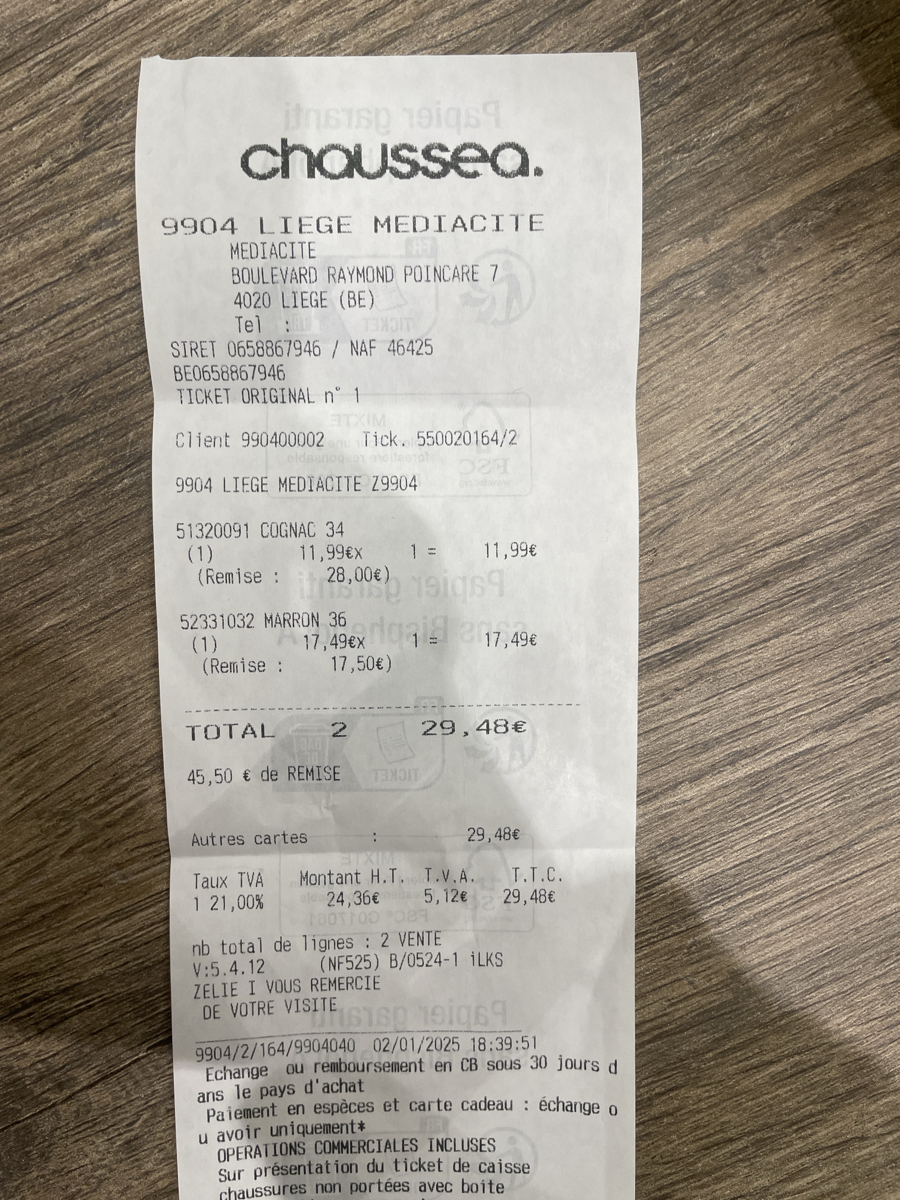 chaussea.
9904 LIEGE MEDIACITE
MEDIACITE
BOULEVARD RAYMOND POINCARE 7
4020 LIEGE (BE)
Tel :
SIRET 0658867946 / NAF 46425
BE0658867946
TICKET ORIGINAL n° 1
Client 990400002 Tick. 550020164/2
9904 LIEGE MEDIACITE Z9904
51320091 COGNAC 34
(1) 11,99€x 1 = 11,99€
(Remise : 28,00€)
52331032 MARRON 36
(1) 17,49€x 1 = 17,49€
(Remise : 17,50€)
TOTAL 2 29,48€
45,50 € de REMISE
Autres cartes : 29,48€
Taux TVA Montant H.T. T.V.A. T.T.C.
1 21,00% 24,36€ 5,12€ 29,48€
nb total de lignes : 2 VENTE
V:5.4.12 (NF525) B/0524-1 iLKS
ZELIE I VOUS REMERCIE
DE VOTRE VISITE
9904/2/164/9904040 02/01/2025 18:39:51
Echange ou remboursement en CB sous 30 jours d
ans le pays d'achat
Paiement en espèces et carte cadeau : échange o
u avoir uniquement*
OPERATIONS COMMERCIALES INCLUSES
Sur présentation du ticket de caisse
chaussures non portées avec boite